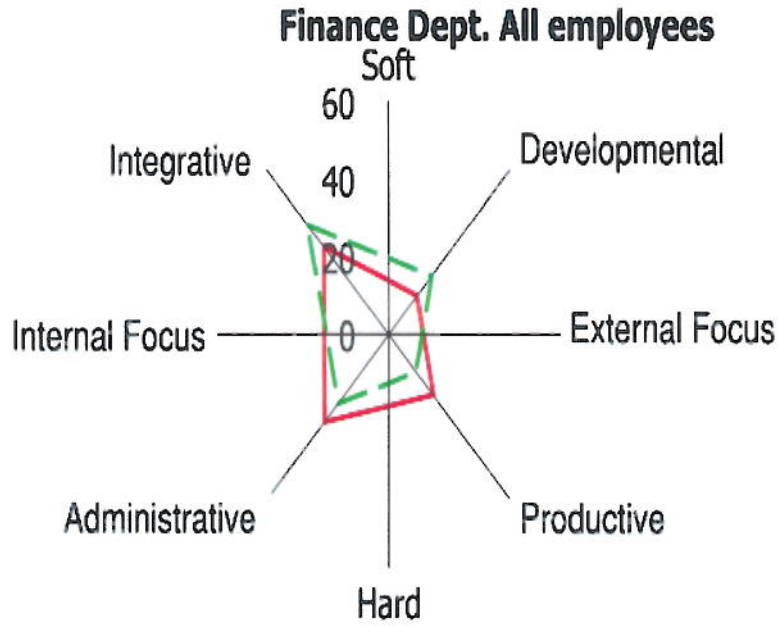 Finance Dept. All employees
Soft
60
Integrative
Developmental
40
20
Internal Focus
0
External Focus
Administrative
Productive
Hard